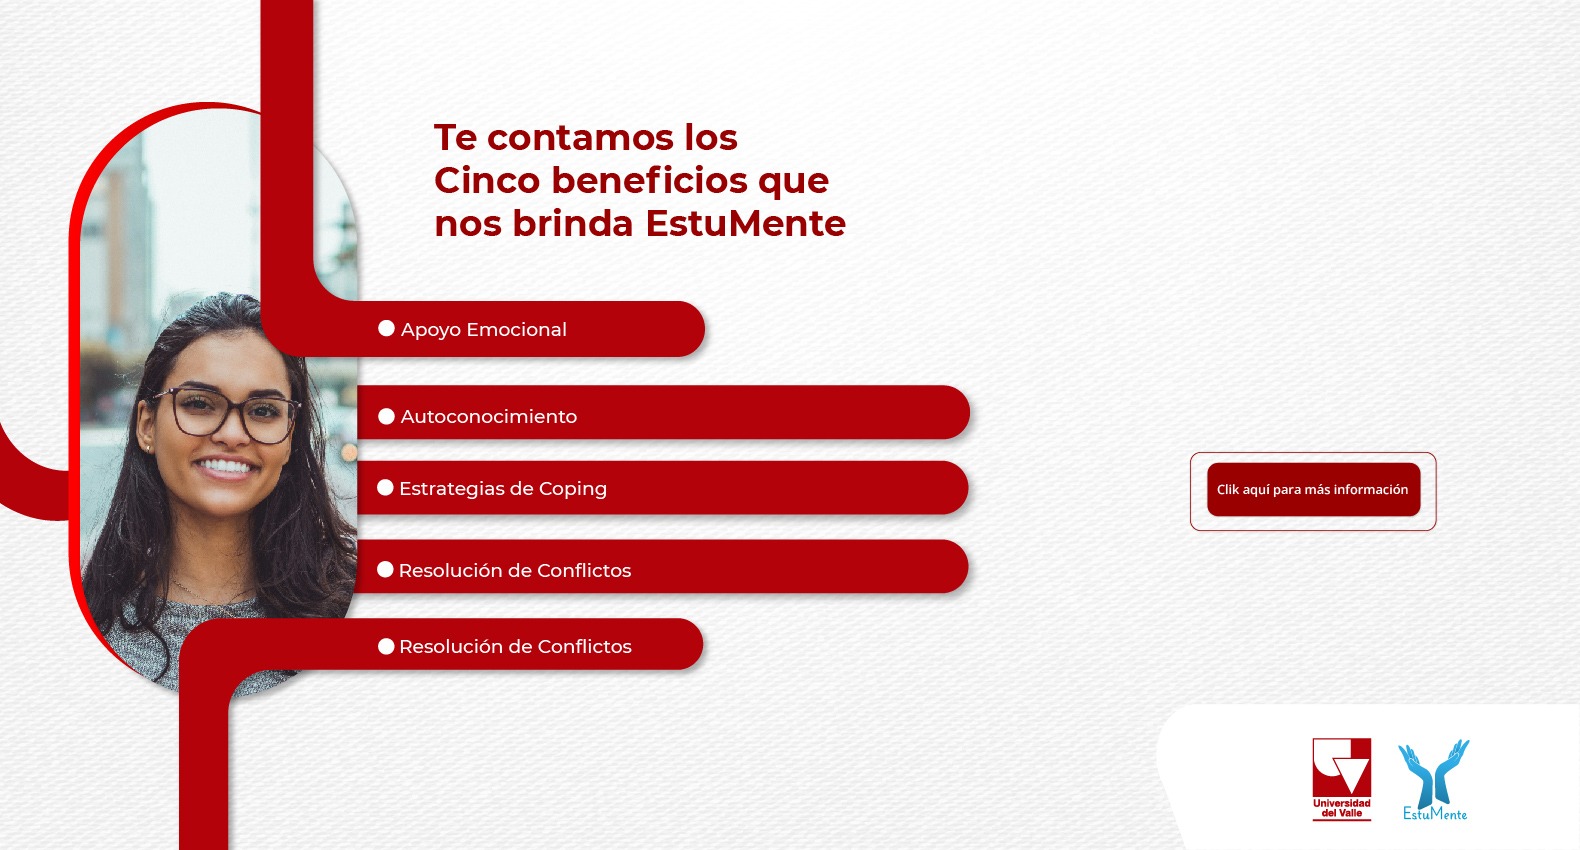 Te contamos los
Cinco beneficios que
nos brinda EstuMente
Apoyo Emocional
Autoconocimiento
Estrategias de Coping
Resolución de Conflictos
Resolución de Conflictos
Clik aquí para más información
Universidad
del Valle
EstuMente